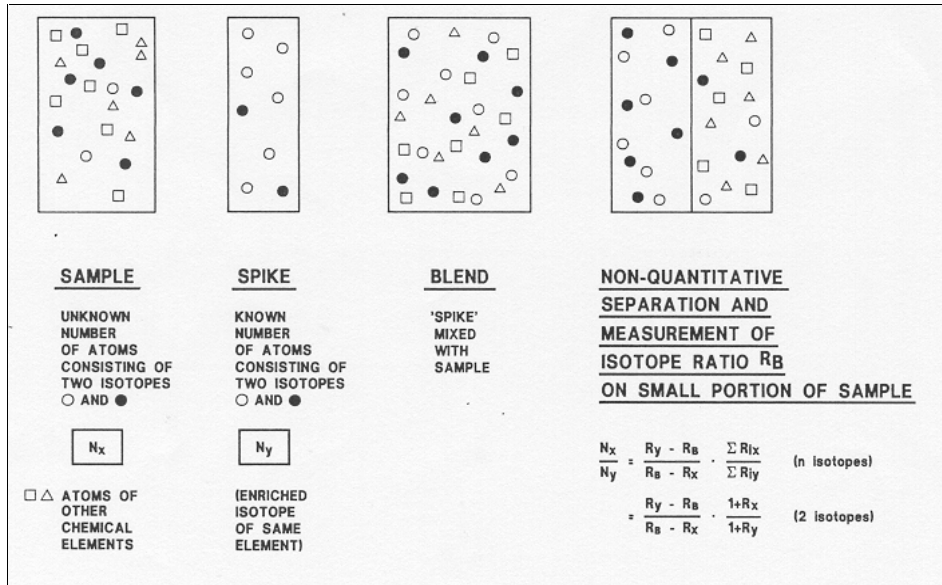 SAMPLE
UNKNOWN
NUMBER
OF ATOMS
CONSISTING OF
TWO ISOTOPES
○ AND ●
Nx
□ △ ATOMS OF
OTHER
CHEMICAL
ELEMENTS
SPIKE
KNOWN
NUMBER
OF ATOMS
CONSISTING OF
TWO ISOTOPES
○ AND ●
Ny
(ENRICHED
ISOTOPE
OF SAME
ELEMENT)
BLEND
'SPIKE'
MIXED
WITH
SAMPLE
NON-QUANTITATIVE
SEPARATION AND
MEASUREMENT OF
ISOTOPE RATIO RB
ON SMALL PORTION OF SAMPLE
Nx/Ny = (Ry - RB)/(RB - Rx) · ΣRix/ΣRiy (n isotopes)
= (Ry - RB)/(RB - Rx) · (1+Rx)/(1+Ry) (2 isotopes)